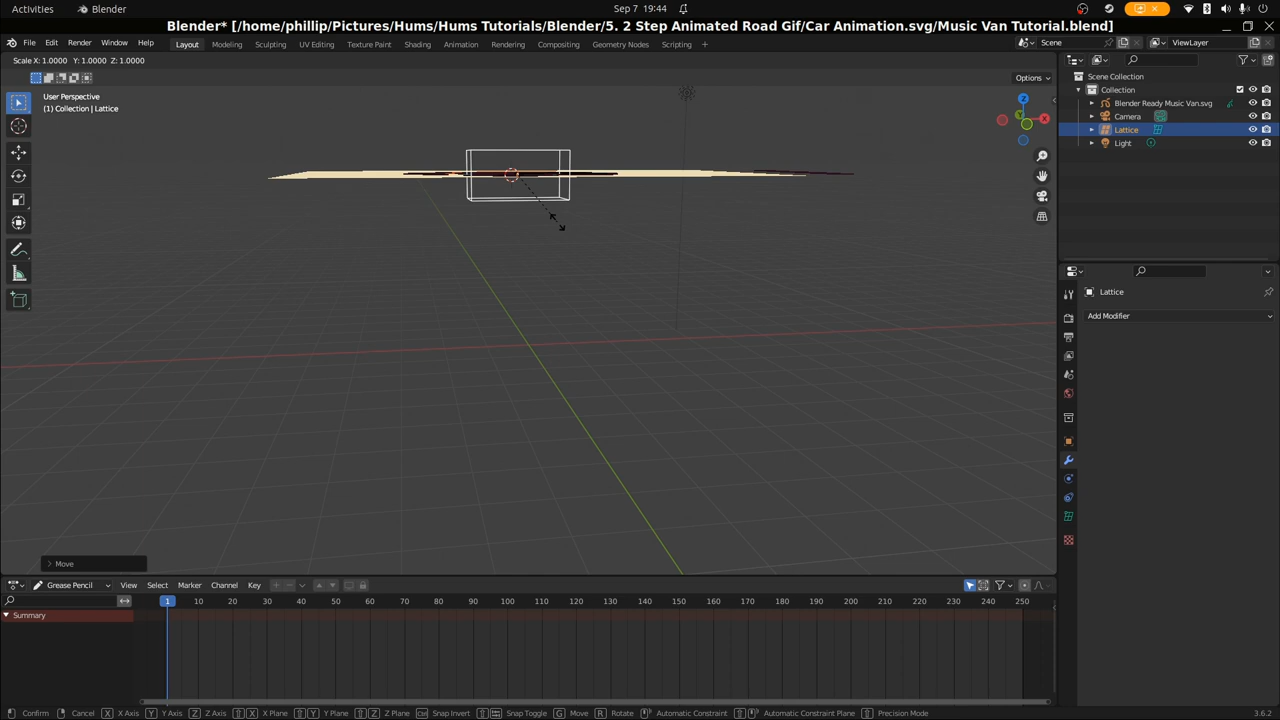 Activities Blender Sep 7 19:44
Blender* [/home/phillip/Pictures/Hums/Hums Tutorials/Blender/5. 2 Step Animated Road Gif/Car Animation.svg/Music Van Tutorial.blend]
File Edit Render Window Help Layout Modeling Sculpting UV Editing Texture Paint Shading Animation Rendering Compositing Geometry Nodes Scripting + Scene ViewLayer
Scale X: 1.0000 Y: 1.0000 Z: 1.0000
Options
Scene Collection
Collection
Blender Ready Music Van.svg
Camera
Lattice
Light
User Perspective
(1) Collection | Lattice
Z
X
Y
Lattice
Add Modifier
Move
Grease Pencil View Select Marker Channel Key
1 10 20 30 40 50 60 70 80 90 100 110 120 130 140 150 160 170 180 190 200 210 220 230 240 250
Summary
Confirm Cancel X X Axis Y Y Axis Z Z Axis X X Plane Y Y Plane Z Z Plane Ctrl Snap Invert Snap Toggle G Move R Rotate Automatic Constraint Automatic Constraint Plane Precision Mode 3.6.2